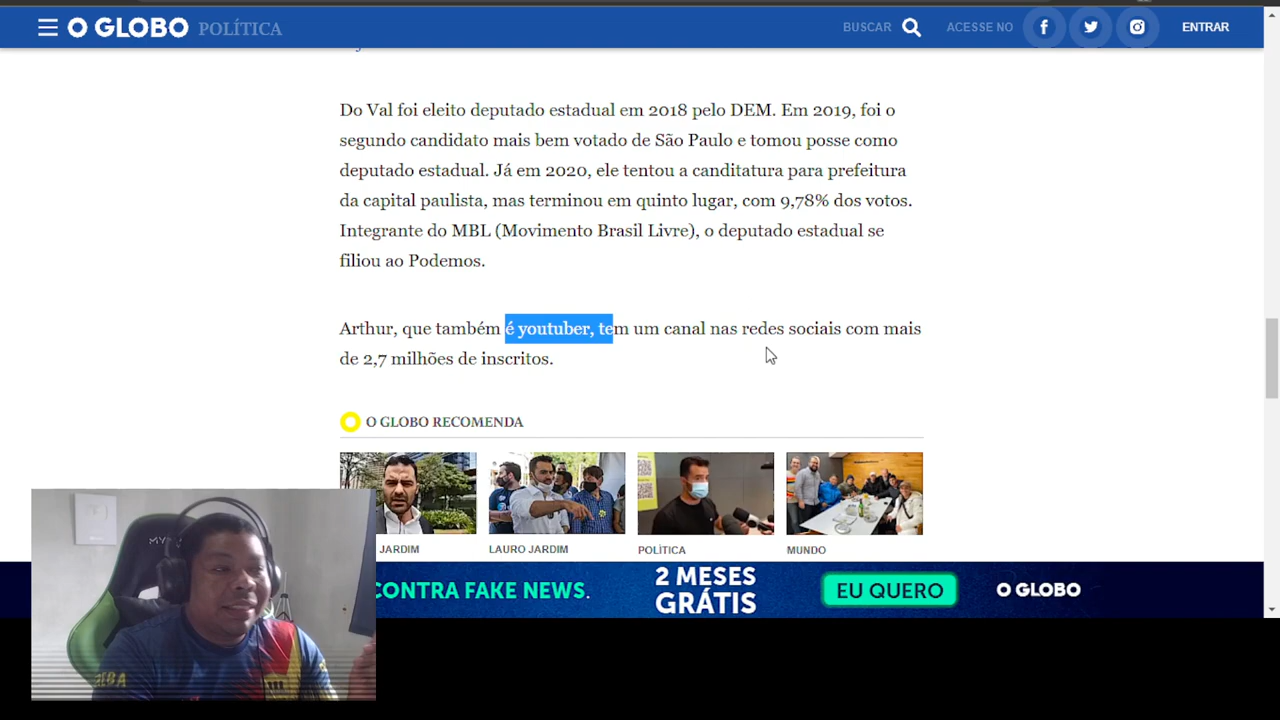 O GLOBO POLÍTICA BUSCAR ACESSE NO ENTRAR
Do Val foi eleito deputado estadual em 2018 pelo DEM. Em 2019, foi o
segundo candidato mais bem votado de São Paulo e tomou posse como
deputado estadual. Já em 2020, ele tentou a canditatura para prefeitura
da capital paulista, mas terminou em quinto lugar, com 9,78% dos votos.
Integrante do MBL (Movimento Brasil Livre), o deputado estadual se
filiou ao Podemos.
Arthur, que também é youtuber, tem um canal nas redes sociais com mais
de 2,7 milhões de inscritos.
O GLOBO RECOMENDA
JARDIM
LAURO JARDIM
POLÍTICA
MUNDO
CONTRA FAKE NEWS.
2 MESES
GRÁTIS
EU QUERO
O GLOBO